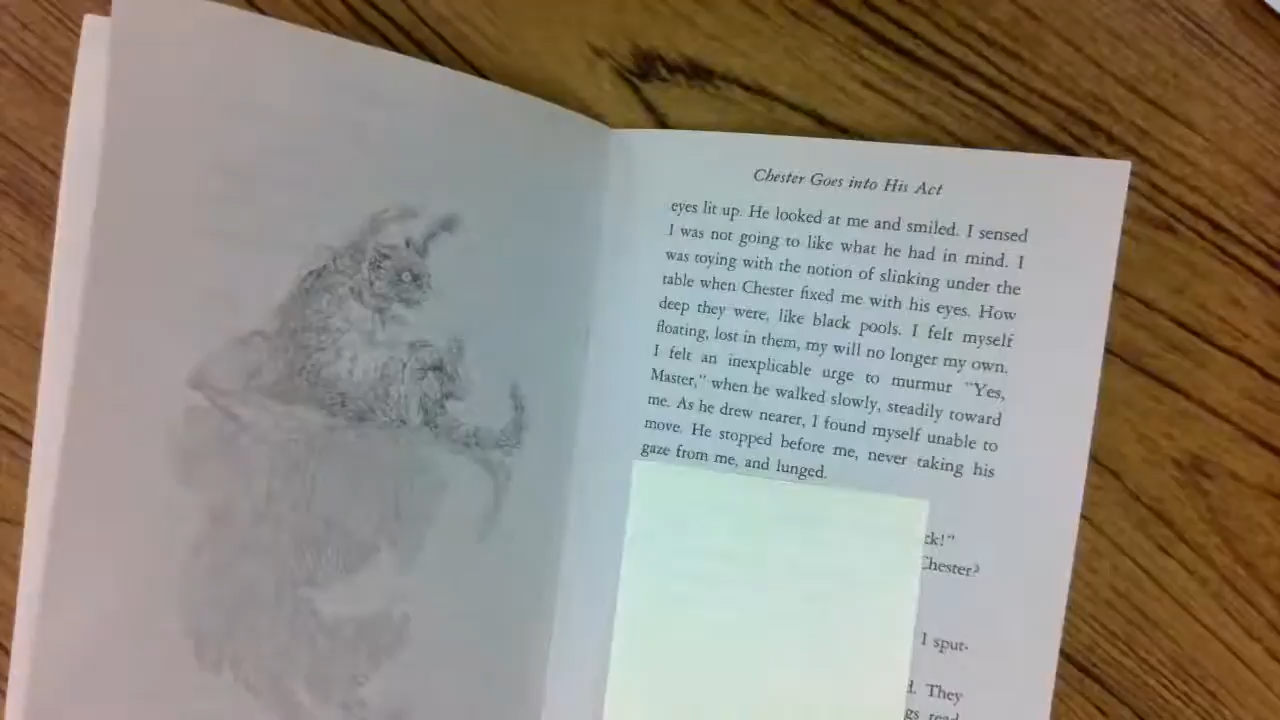 Chester Goes into His Act
eyes lit up. He looked at me and smiled. I sensed
I was not going to like what he had in mind. I
was toying with the notion of slinking under the
table when Chester fixed me with his eyes. How
deep they were, like black pools. I felt myself
floating, lost in them, my will no longer my own.
I felt an inexplicable urge to murmur "Yes,
Master," when he walked slowly, steadily toward
me. As he drew nearer, I found myself unable to
move. He stopped before me, never taking his
gaze from me, and lunged.
ck!"
Chester?
I sput-
d. They
gs read